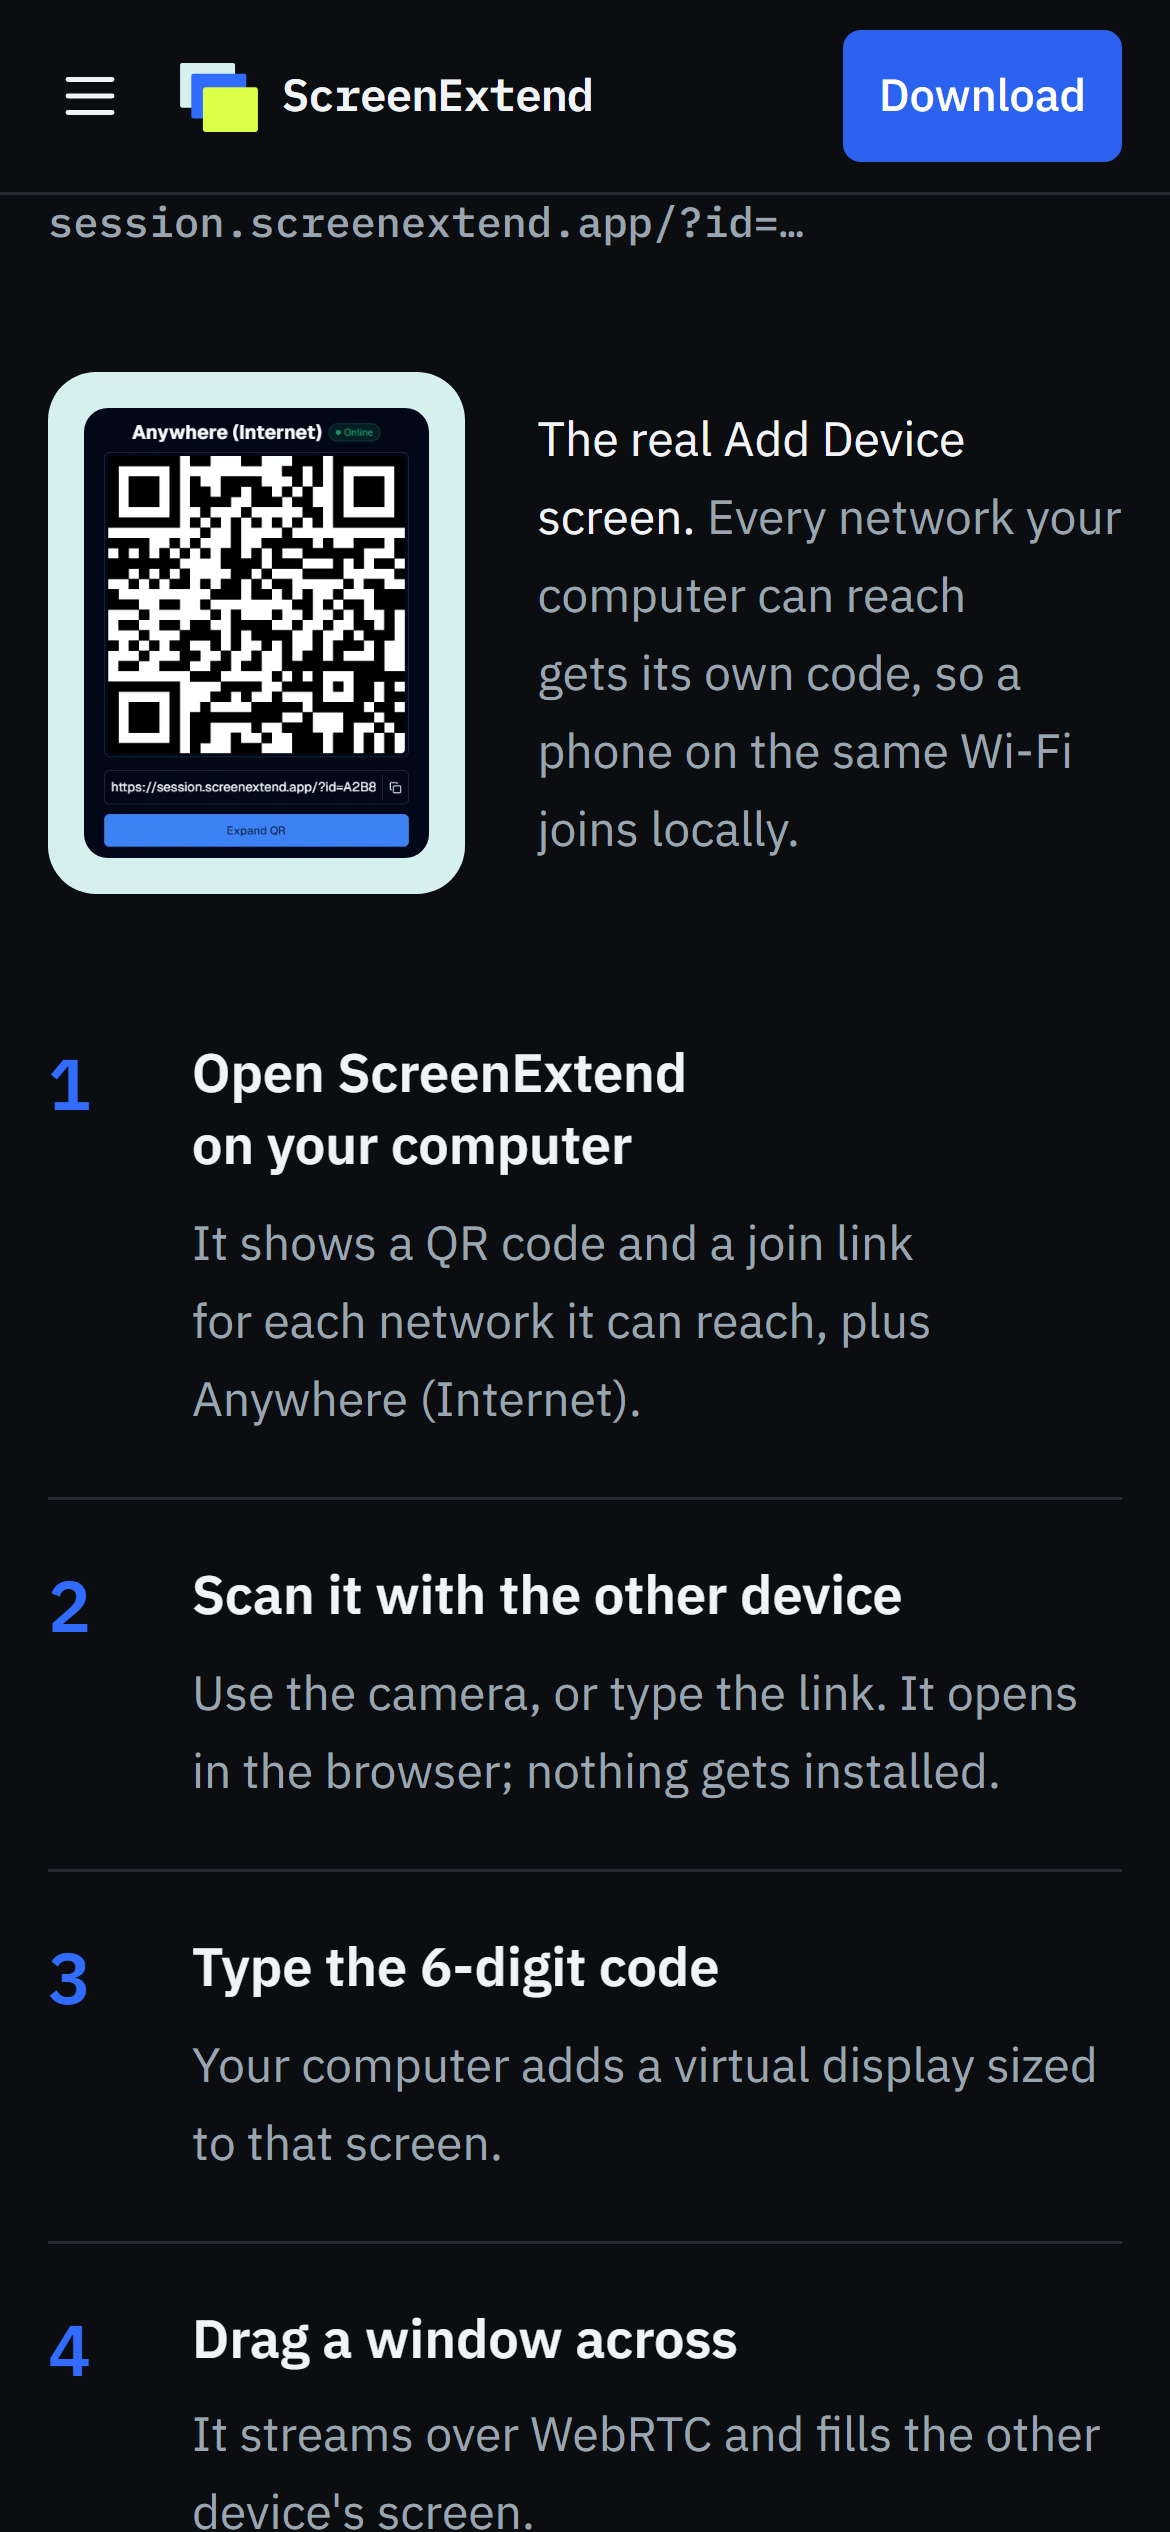 ScreenExtend
Download
session.screenextend.app/?id=…
Anywhere (Internet)
Online
https://session.screenextend.app/?id=A2B8
Expand QR
The real Add Device
screen. Every network your
computer can reach
gets its own code, so a
phone on the same Wi-Fi
joins locally.
1
Open ScreenExtend
on your computer
It shows a QR code and a join link
for each network it can reach, plus
Anywhere (Internet).
2
Scan it with the other device
Use the camera, or type the link. It opens
in the browser; nothing gets installed.
3
Type the 6-digit code
Your computer adds a virtual display sized
to that screen.
4
Drag a window across
It streams over WebRTC and fills the other
device's screen.